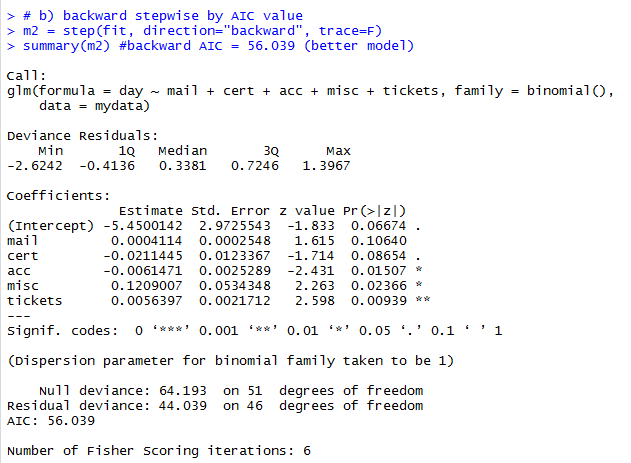 > # b) backward stepwise by AIC value
> m2 = step(fit, direction="backward", trace=F)
> summary(m2) #backward AIC = 56.039 (better model)

Call:
glm(formula = day ~ mail + cert + acc + misc + tickets, family = binomial(),
    data = mydata)

Deviance Residuals:
    Min       1Q   Median       3Q      Max
-2.6242  -0.4136   0.3381   0.7246   1.3967

Coefficients:
              Estimate Std. Error z value Pr(>|z|)
(Intercept) -5.4500142  2.9725543  -1.833  0.06674 .
mail         0.0004114  0.0002548   1.615  0.10640
cert        -0.0211445  0.0123367  -1.714  0.08654 .
acc         -0.0061471  0.0025289  -2.431  0.01507 *
misc         0.1209007  0.0534348   2.263  0.02366 *
tickets      0.0056397  0.0021712   2.598  0.00939 **
---
Signif. codes:  0 ‘***’ 0.001 ‘**’ 0.01 ‘*’ 0.05 ‘.’ 0.1 ‘ ’ 1

(Dispersion parameter for binomial family taken to be 1)

    Null deviance: 64.193  on 51  degrees of freedom
Residual deviance: 44.039  on 46  degrees of freedom
AIC: 56.039

Number of Fisher Scoring iterations: 6